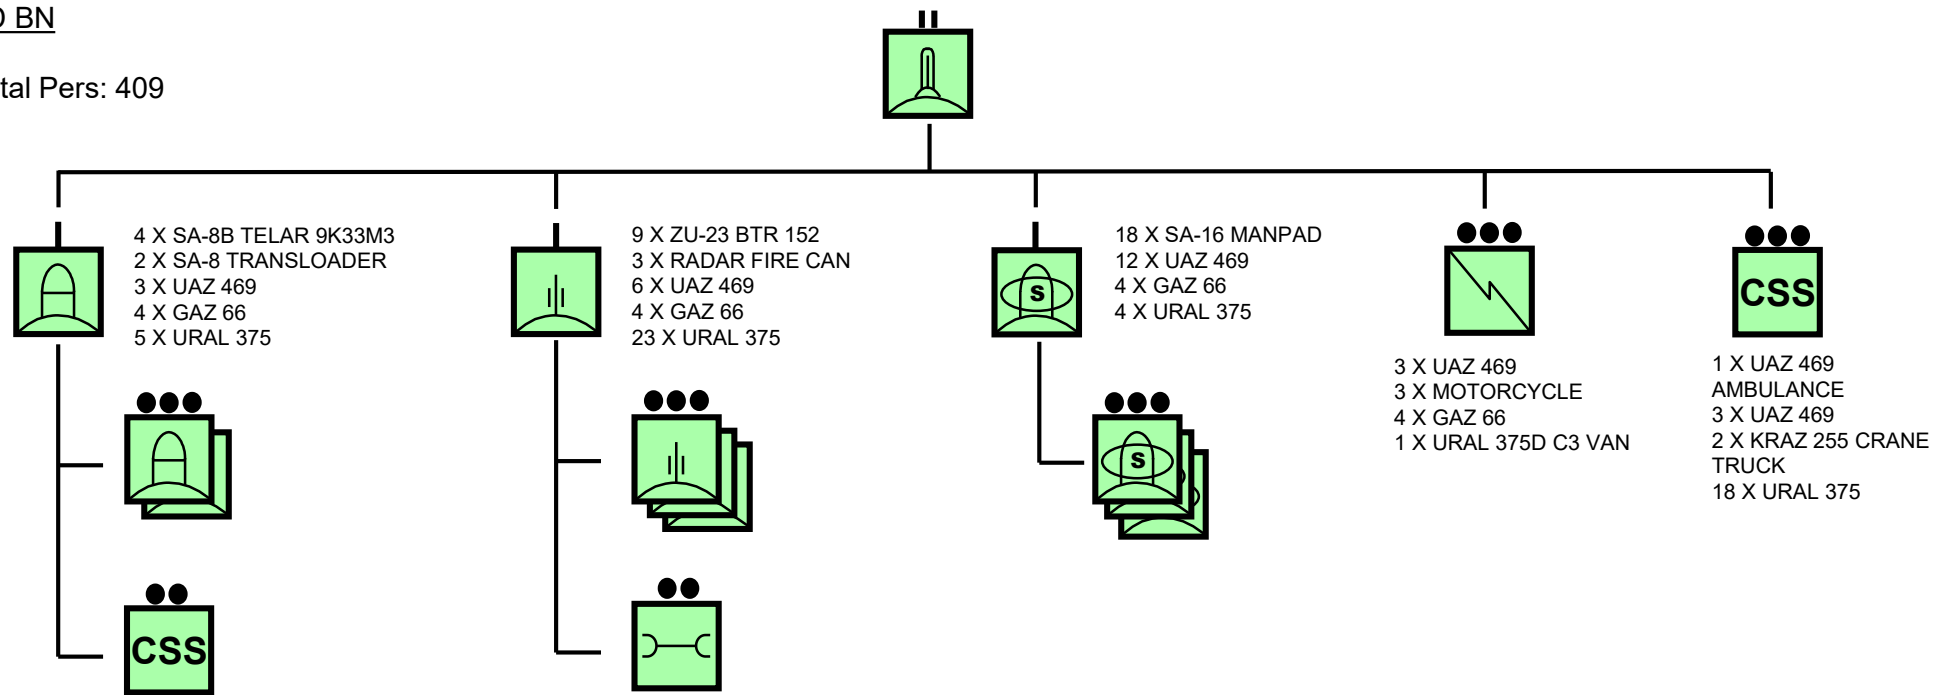 BN
Pers: 409
4 X SA-8B TELAR 9K33M3
2 X SA-8 TRANSLOADER
3 X UAZ 469
4 X GAZ 66
5 X URAL 375
9 X ZU-23 BTR 152
3 X RADAR FIRE CAN
6 X UAZ 469
4 X GAZ 66
23 X URAL 375
18 X SA-16 MANPAD
12 X UAZ 469
4 X GAZ 66
4 X URAL 375
S
CSS
3 X UAZ 469
3 X MOTORCYCLE
4 X GAZ 66
1 X URAL 375D C3 VAN
1 X UAZ 469
AMBULANCE
3 X UAZ 469
2 X KRAZ 255 CRANE
TRUCK
18 X URAL 375
S
CSS